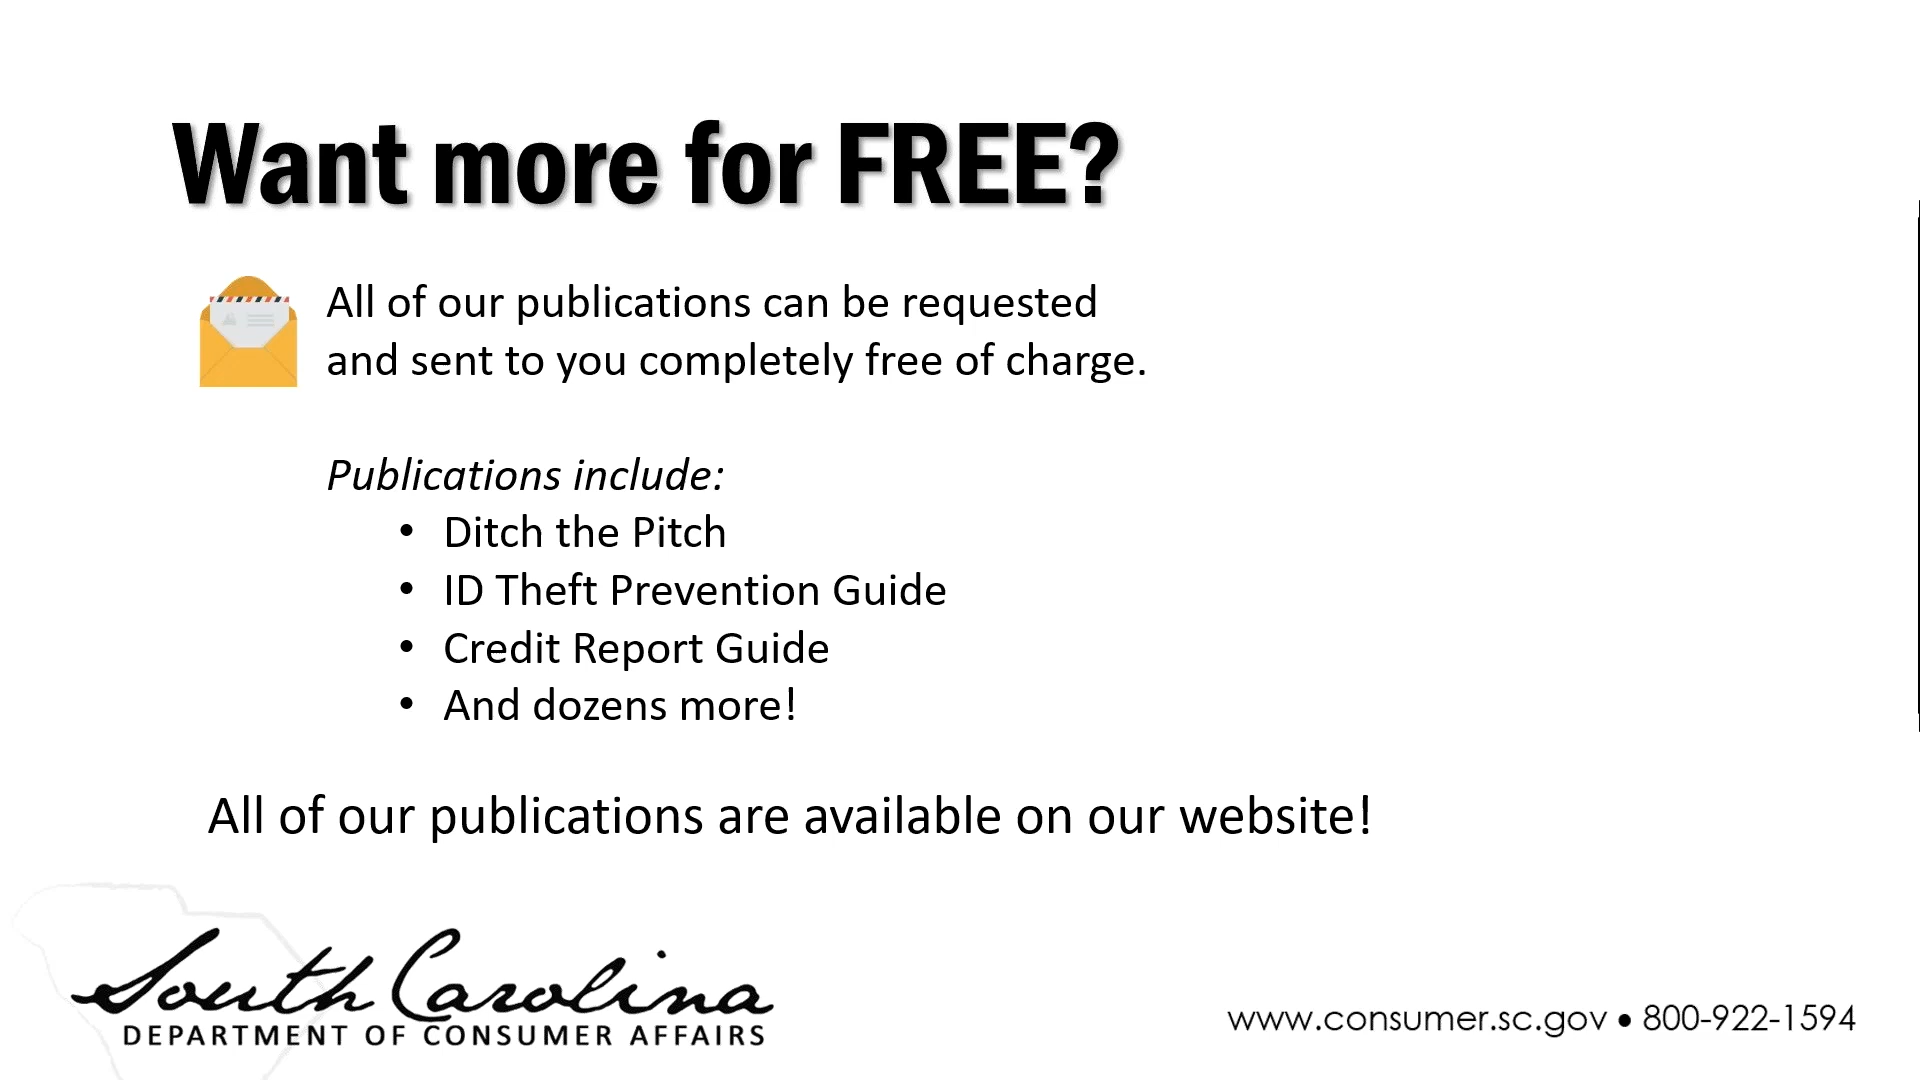 Want more for FREE?
All of our publications can be requested
and sent to you completely free of charge.
Publications include:
• Ditch the Pitch
• ID Theft Prevention Guide
• Credit Report Guide
• And dozens more!
All of our publications are available on our website!
South Carolina
DEPARTMENT OF CONSUMER AFFAIRS
www.consumer.sc.gov • 800-922-1594